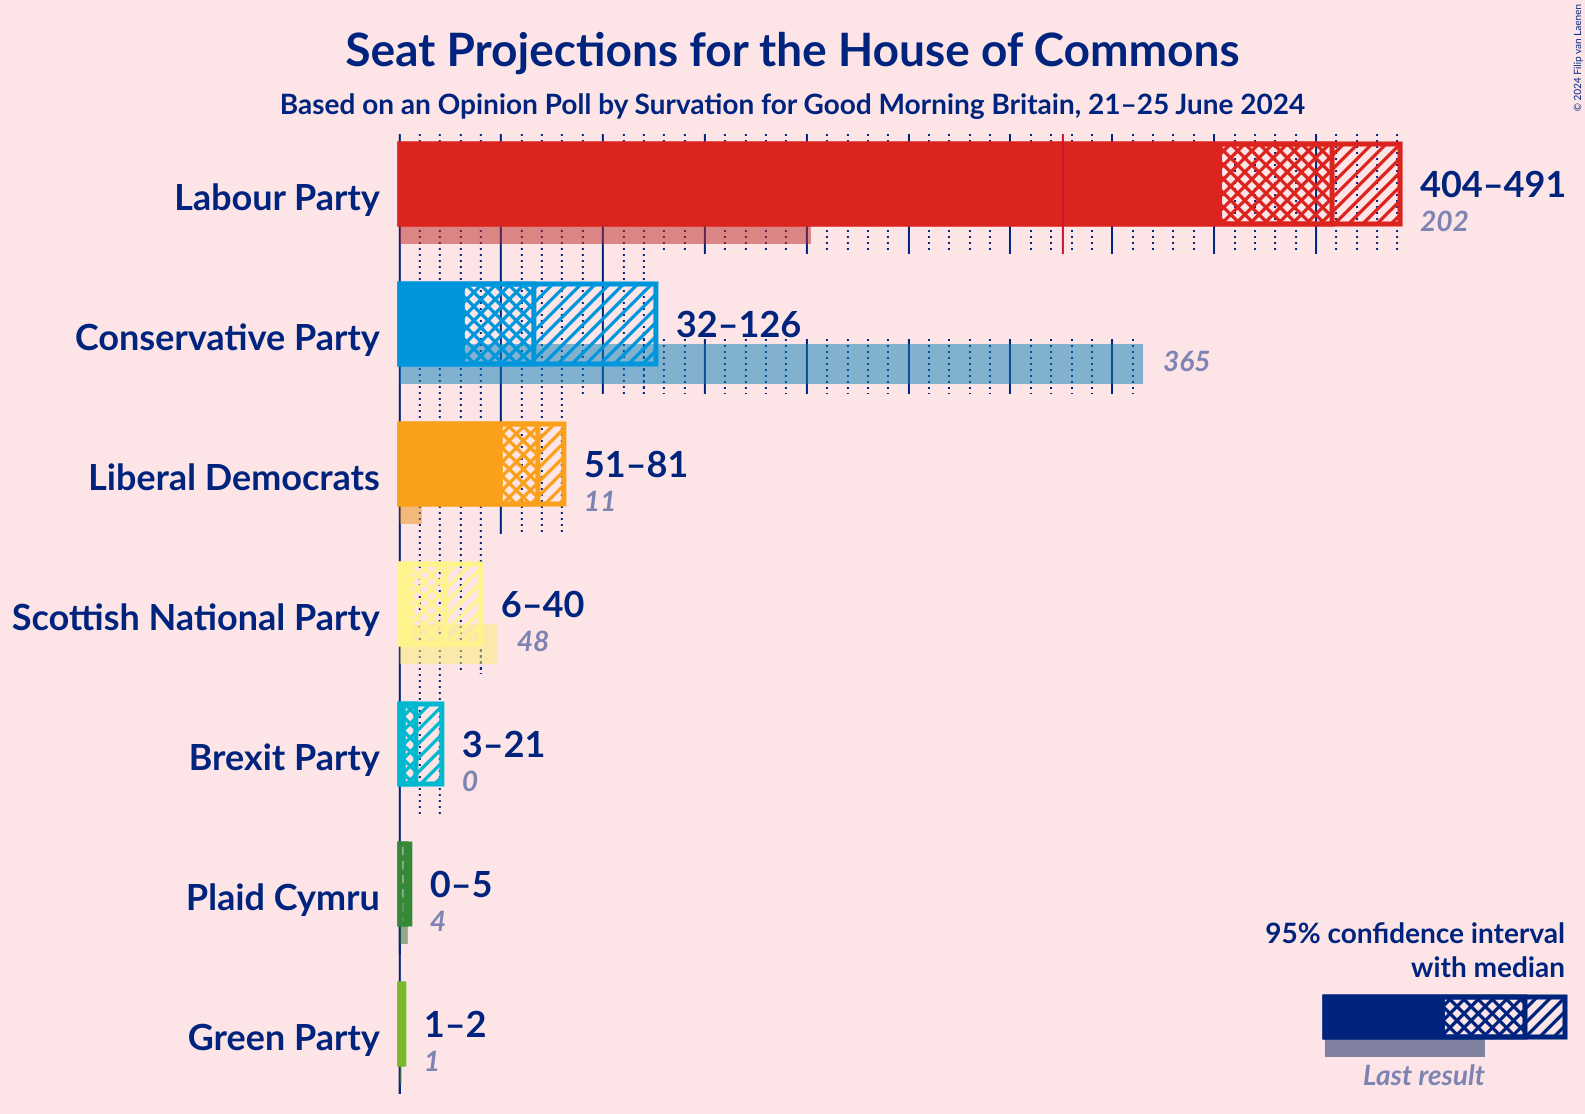 Seat Projections for the House of Commons
Based on an Opinion Poll by Survation for Good Morning Britain, 21–25 June 2024
© 2024 Filip van Laenen
Labour Party
404–491
202
Conservative Party
32–126
365
Liberal Democrats
51–81
11
Scottish National Party
6–40
48
Brexit Party
3–21
0
Plaid Cymru
0–5
4
Green Party
1–2
1
95% confidence interval
with median
Last result